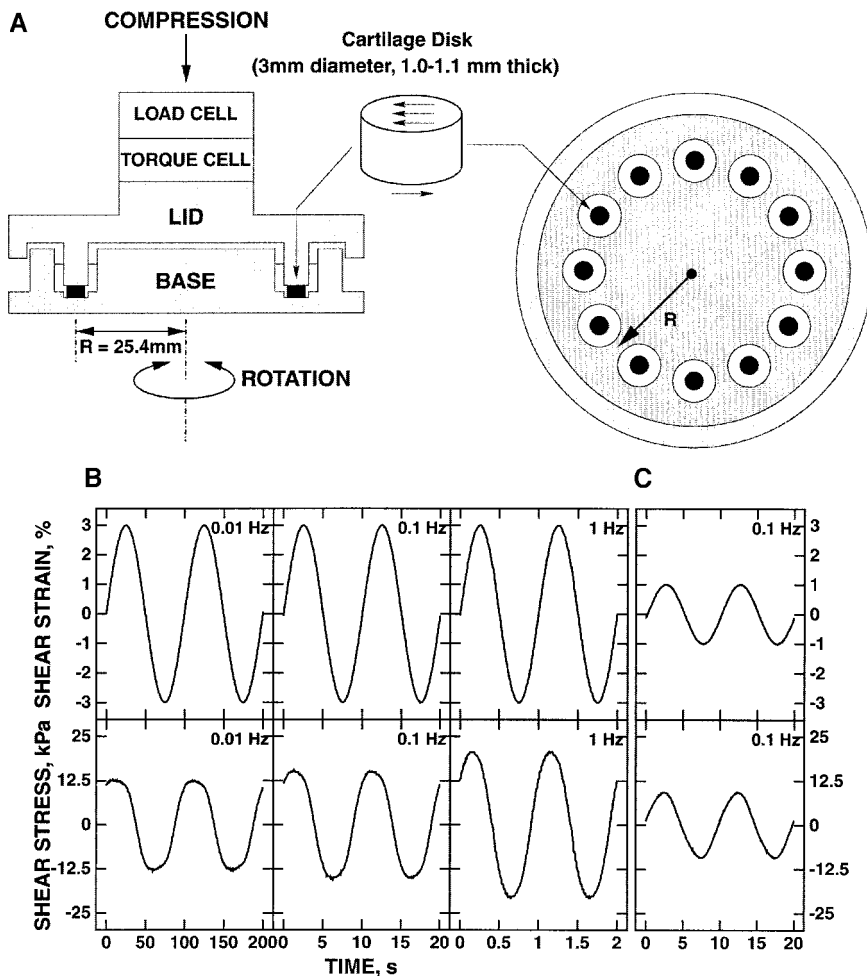 A
COMPRESSION
Cartilage Disk
(3mm diameter, 1.0-1.1 mm thick)
LOAD CELL
TORQUE CELL
LID
BASE
R = 25.4mm
ROTATION
R
B
C
SHEAR STRAIN, %
3
2
1
0
-1
-2
-3
0.01 Hz
0.1 Hz
1 Hz
0.1 Hz
3
2
1
0
-1
-2
-3
SHEAR STRESS, kPa
25
12.5
0
-12.5
-25
0.01 Hz
0.1 Hz
1 Hz
0.1 Hz
25
12.5
0
-12.5
-25
0 50 100 150 200
0 5 10 15 20
0 0.5 1 1.5 2
0 5 10 15 20
TIME, s